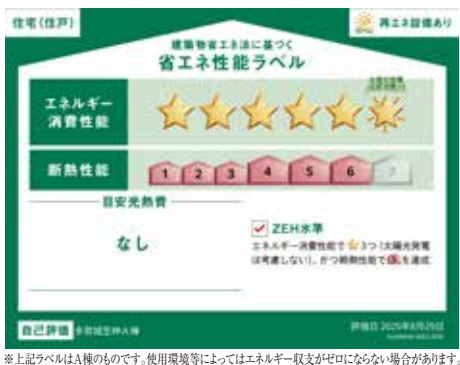 住宅(住戸)
再エネ設備あり
建築物省エネ法に基づく
省エネ性能ラベル
エネルギー
消費性能
断熱性能
1 2 3 4 5 6 7
目安光熱費
なし
ZEH水準
エネルギー消費性能で★3つ(太陽光発電
は考慮しない)、かつ断熱性能で5を達成
自己評価
評価日 2025年8月29日
※上記ラベルはA棟のものです。使用環境等によってはエネルギー収支がゼロにならない場合があります。